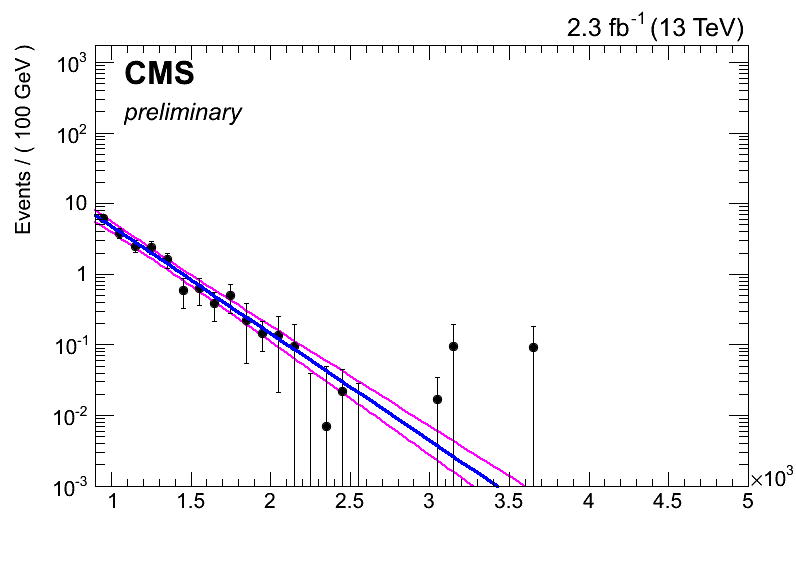 2.3 fb⁻¹ (13 TeV)
CMS
preliminary
Events / ( 100 GeV )
10³
10²
10
1
10⁻¹
10⁻²
10⁻³
1 1.5 2 2.5 3 3.5 4 4.5 5
×10³